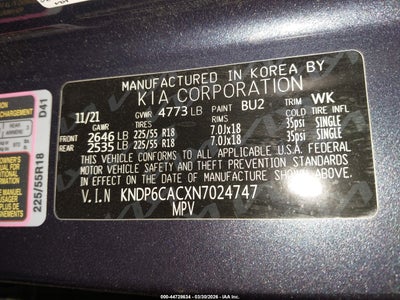 MANUFACTURED IN KOREA BY
KIA CORPORATION
11/21 GVWR 4773 LB PAINT BU2 TRIM WK
GAWR TIRES RIMS COLD TIRE INFL
FRONT 2646 LB 225/55 R18 7.0Jx18 35psi SINGLE
REAR 2535 LB 225/55 R18 7.0Jx18 35psi SINGLE
THIS VEHICLE CONFORMS TO ALL APPLICABLE U.S.A. FEDERAL
MOTOR VEHICLE SAFETY AND THEFT PREVENTION STANDARDS
IN EFFECT ON THE DATE OF MANUFACTURE SHOWN ABOVE.
V.I.N KNDP6CACXN7024747
MPV
225/55R18 D41
000-44728634 - 03/20/2026 - IAA Inc.